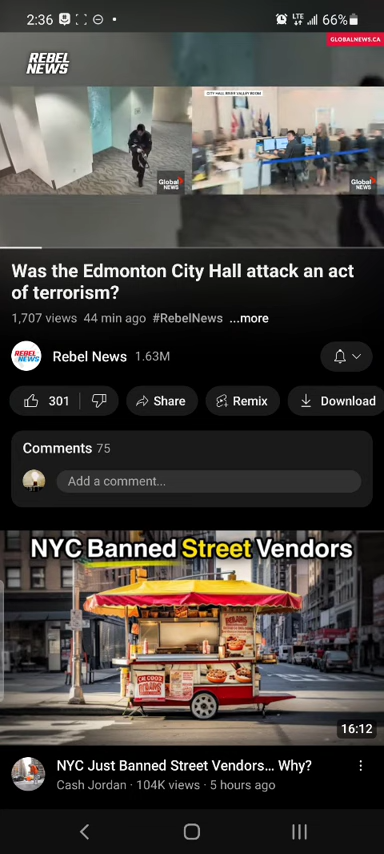 2:36
LTE
66%
GLOBALNEWS.CA
REBEL
NEWS
CITY HALL RIVER VALLEY ROOM
Global
NEWS
Global
NEWS
Was the Edmonton City Hall attack an act
of terrorism?
1,707 views 44 min ago #RebelNews ...more
REBEL
NEWS
Rebel News 1.63M
301
Share
Remix
Download
Comments 75
Add a comment...
NYC Banned Street Vendors
16:12
NYC Just Banned Street Vendors... Why?
Cash Jordan · 104K views · 5 hours ago